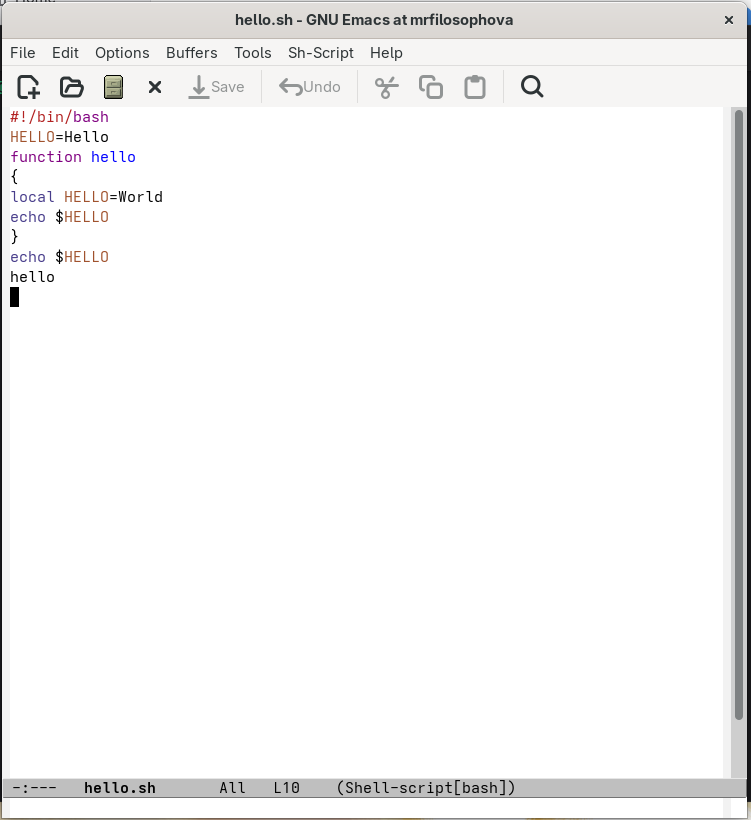 hello.sh - GNU Emacs at mrfilosophova
File Edit Options Buffers Tools Sh-Script Help
Save Undo
#!/bin/bash
HELLO=Hello
function hello
{
local HELLO=World
echo $HELLO
}
echo $HELLO
hello
-:--- hello.sh All L10 (Shell-script[bash])